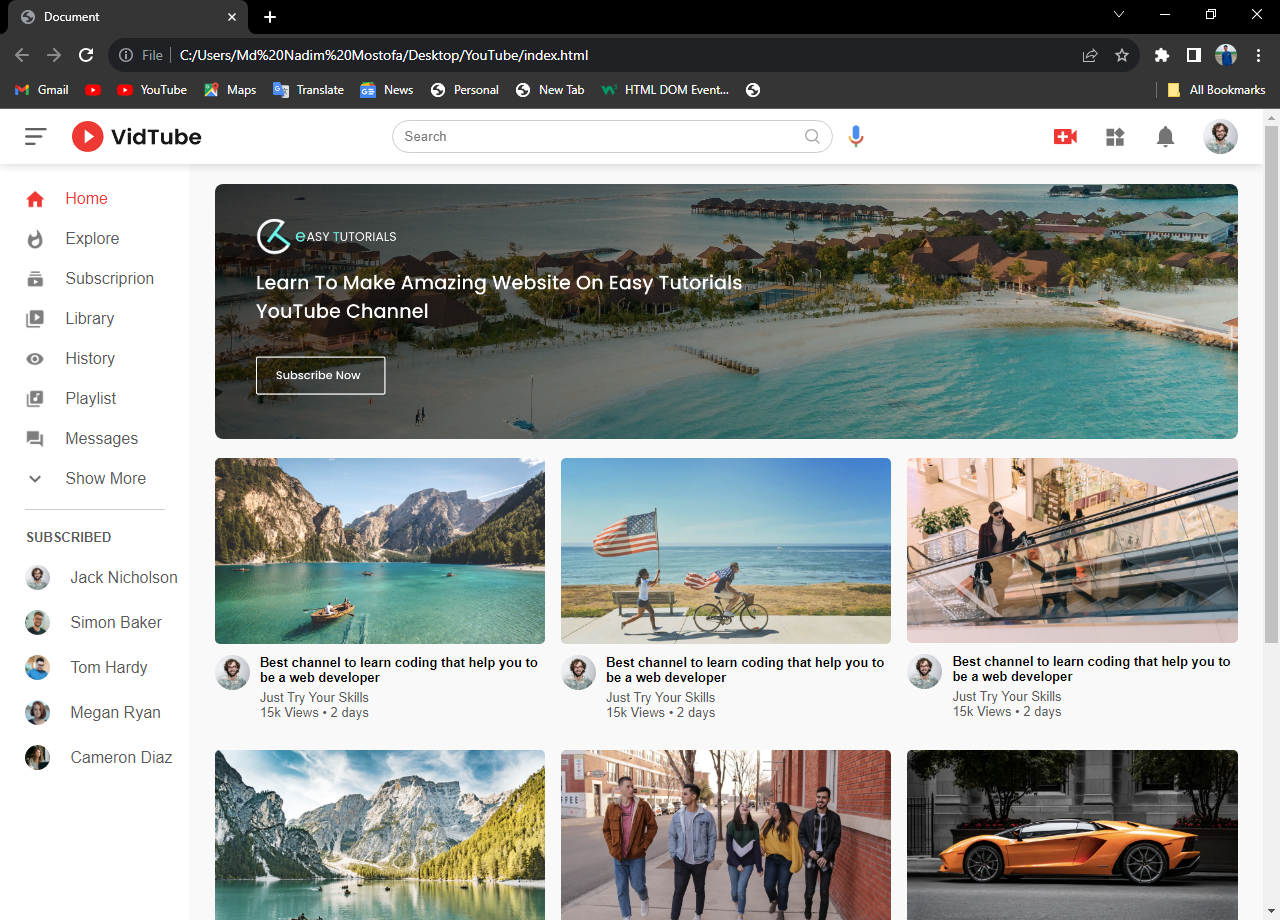 Document
File
C:/Users/Md%20Nadim%20Mostofa/Desktop/YouTube/index.html
Gmail
YouTube
Maps
Translate
News
Personal
New Tab
HTML DOM Event...
All Bookmarks
VidTube
Search
Home
Explore
Subscriprion
Library
History
Playlist
Messages
Show More
SUBSCRIBED
Jack Nicholson
Simon Baker
Tom Hardy
Megan Ryan
Cameron Diaz
eASY TUTORIALS
Learn To Make Amazing Website On Easy Tutorials
YouTube Channel
Subscribe Now
Best channel to learn coding that help you to
be a web developer
Just Try Your Skills
15k Views • 2 days
Best channel to learn coding that help you to
be a web developer
Just Try Your Skills
15k Views • 2 days
Best channel to learn coding that help you to
be a web developer
Just Try Your Skills
15k Views • 2 days